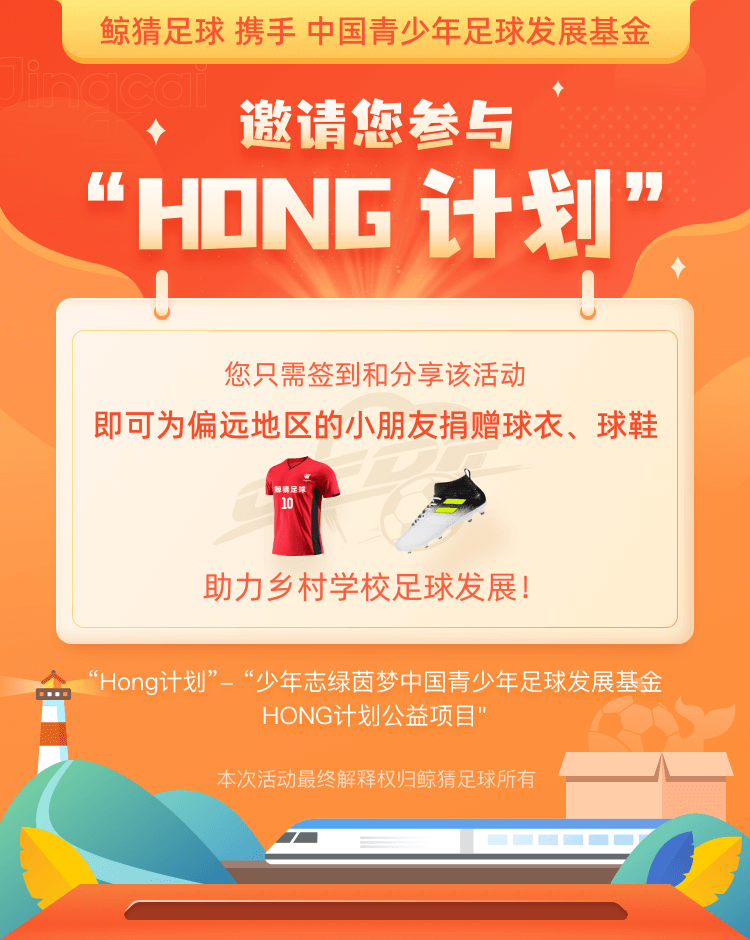 鲸猜足球 携手 中国青少年足球发展基金
Jingcai
邀请您参与
“HONG 计划”
您只需签到和分享该活动
即可为偏远地区的小朋友捐赠球衣、球鞋
CFDF
鲸猜足球
10
助力乡村学校足球发展！
“Hong计划”– “少年志绿茵梦中国青少年足球发展基金
HONG计划公益项目"
本次活动最终解释权归鲸猜足球所有